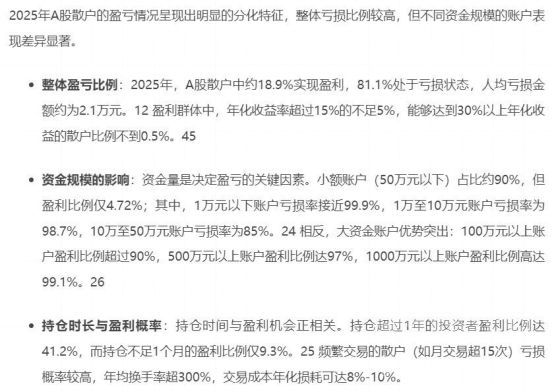 2025年A股散户的盈亏情况呈现出明显的分化特征，整体亏损比例较高，但不同资金规模的账户表
现差异显著。
• 整体盈亏比例：2025年，A股散户中约18.9%实现盈利，81.1%处于亏损状态，人均亏损金
额约为2.1万元。12 盈利群体中，年化收益率超过15%的不足5%，能够达到30%以上年化收
益的散户比例不到0.5%。45
• 资金规模的影响：资金量是决定盈亏的关键因素。小额账户（50万元以下）占比约90%，但
盈利比例仅4.72%；其中，1万元以下账户亏损率接近99.9%，1万至10万元账户亏损率为
98.7%，10万至50万元账户亏损率为85%。24 相反，大资金账户优势突出：100万元以上账
户盈利比例超过90%，500万元以上账户盈利比例达97%，1000万元以上账户盈利比例高达
99.1%。26
• 持仓时长与盈利概率：持仓时间与盈利机会正相关。持仓超过1年的投资者盈利比例达
41.2%，而持仓不足1个月的盈利比例仅9.3%。25 频繁交易的散户（如月交易超15次）亏损
概率较高，年均换手率超300%，交易成本年化损耗可达8%-10%。